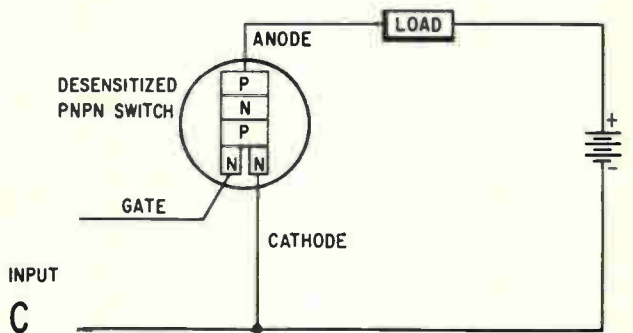 ANODE
LOAD
DESENSITIZED
PNPN SWITCH
P
N
P
N N
+
-
GATE
CATHODE
INPUT
C